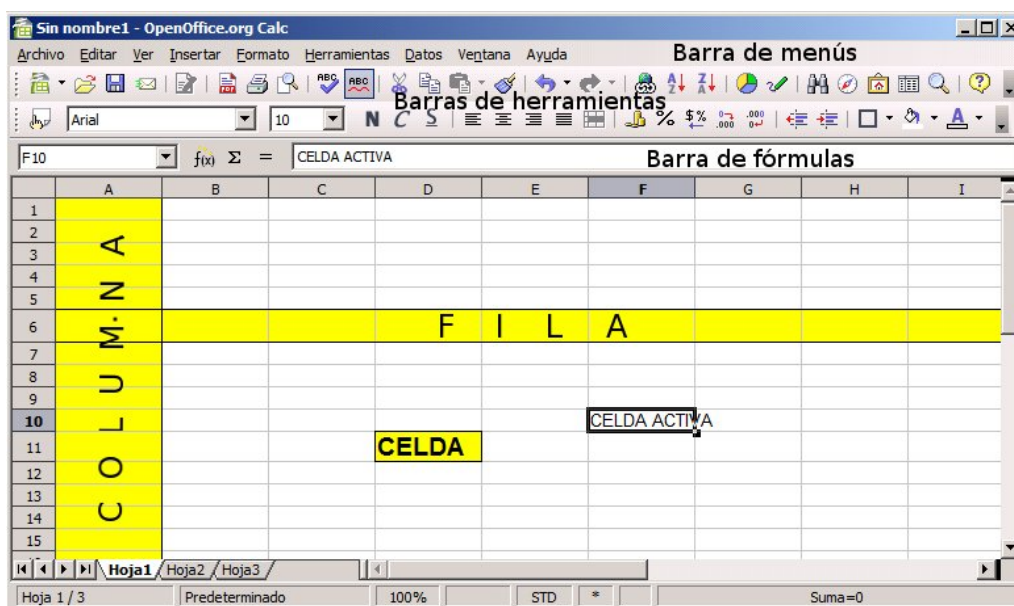 Sin nombre1 - OpenOffice.org Calc
Archivo Editar Ver Insertar Formato Herramientas Datos Ventana Ayuda Barra de menús
Barras de herramientas
Arial 10 N C S
F10 f(x) Σ = CELDA ACTIVA Barra de fórmulas
A B C D E F G H I
1
2
3
4
5
6 F I L A
7
8
9
10 CELDA ACTIVA
11 CELDA
12
13
14
15
C O L U M N A
Hoja1 Hoja2 Hoja3
Hoja 1 / 3 Predeterminado 100% STD * Suma=0